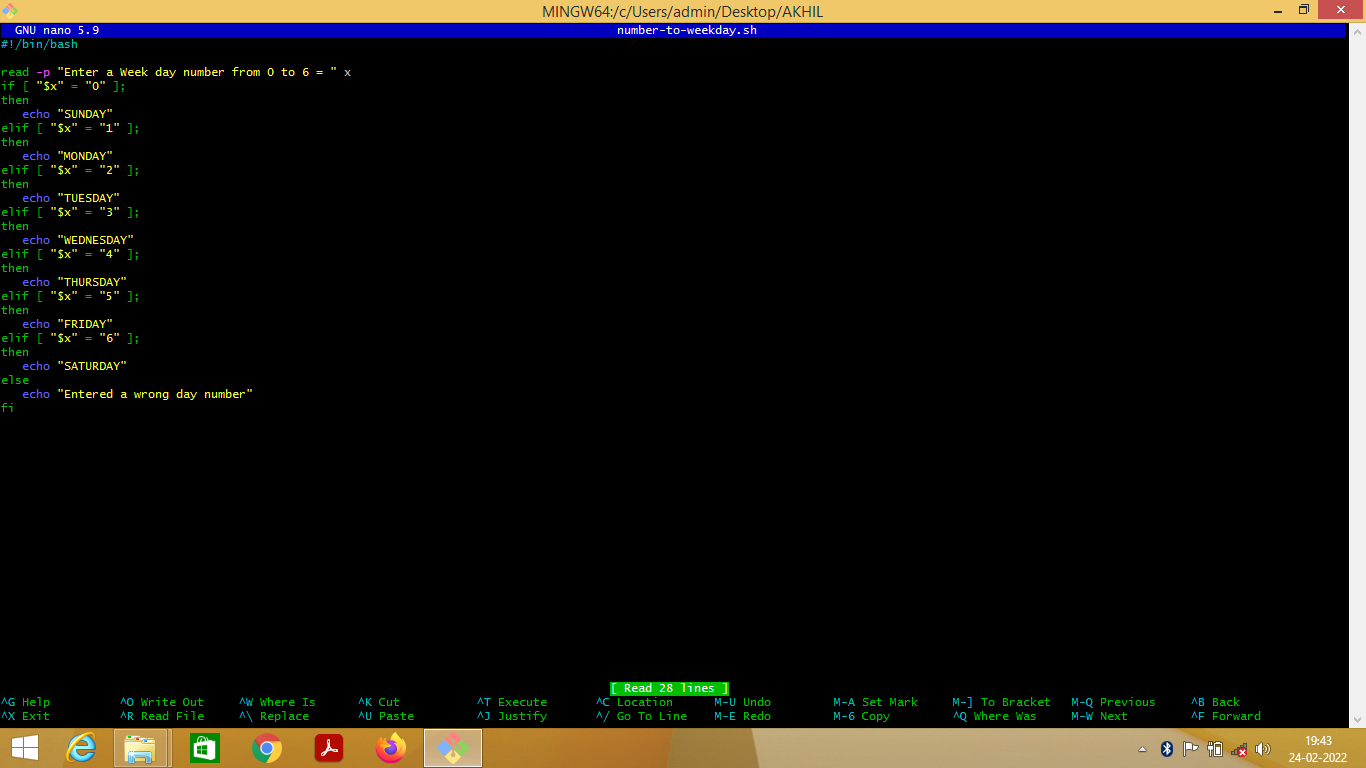 MINGW64:/c/Users/admin/Desktop/AKHIL
GNU nano 5.9 number-to-weekday.sh
#!/bin/bash
read -p "Enter a Week day number from 0 to 6 = " x
if [ "$x" = "0" ];
then
   echo "SUNDAY"
elif [ "$x" = "1" ];
then
   echo "MONDAY"
elif [ "$x" = "2" ];
then
   echo "TUESDAY"
elif [ "$x" = "3" ];
then
   echo "WEDNESDAY"
elif [ "$x" = "4" ];
then
   echo "THURSDAY"
elif [ "$x" = "5" ];
then
   echo "FRIDAY"
elif [ "$x" = "6" ];
then
   echo "SATURDAY"
else
   echo "Entered a wrong day number"
fi
[ Read 28 lines ]
^G Help ^O Write Out ^W Where Is ^K Cut ^T Execute ^C Location M-U Undo M-A Set Mark M-] To Bracket M-Q Previous ^B Back
^X Exit ^R Read File ^\ Replace ^U Paste ^J Justify ^/ Go To Line M-E Redo M-6 Copy ^Q Where Was M-W Next ^F Forward
19:43
24-02-2022